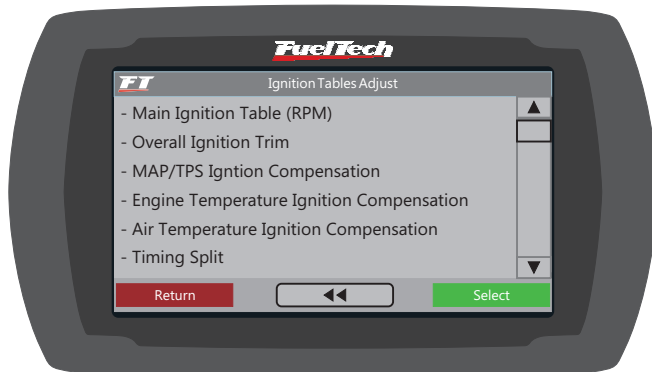 FuelTech
FT Ignition Tables Adjust
- Main Ignition Table (RPM)
- Overall Ignition Trim
- MAP/TPS Igntion Compensation
- Engine Temperature Ignition Compensation
- Air Temperature Ignition Compensation
- Timing Split
Return Select